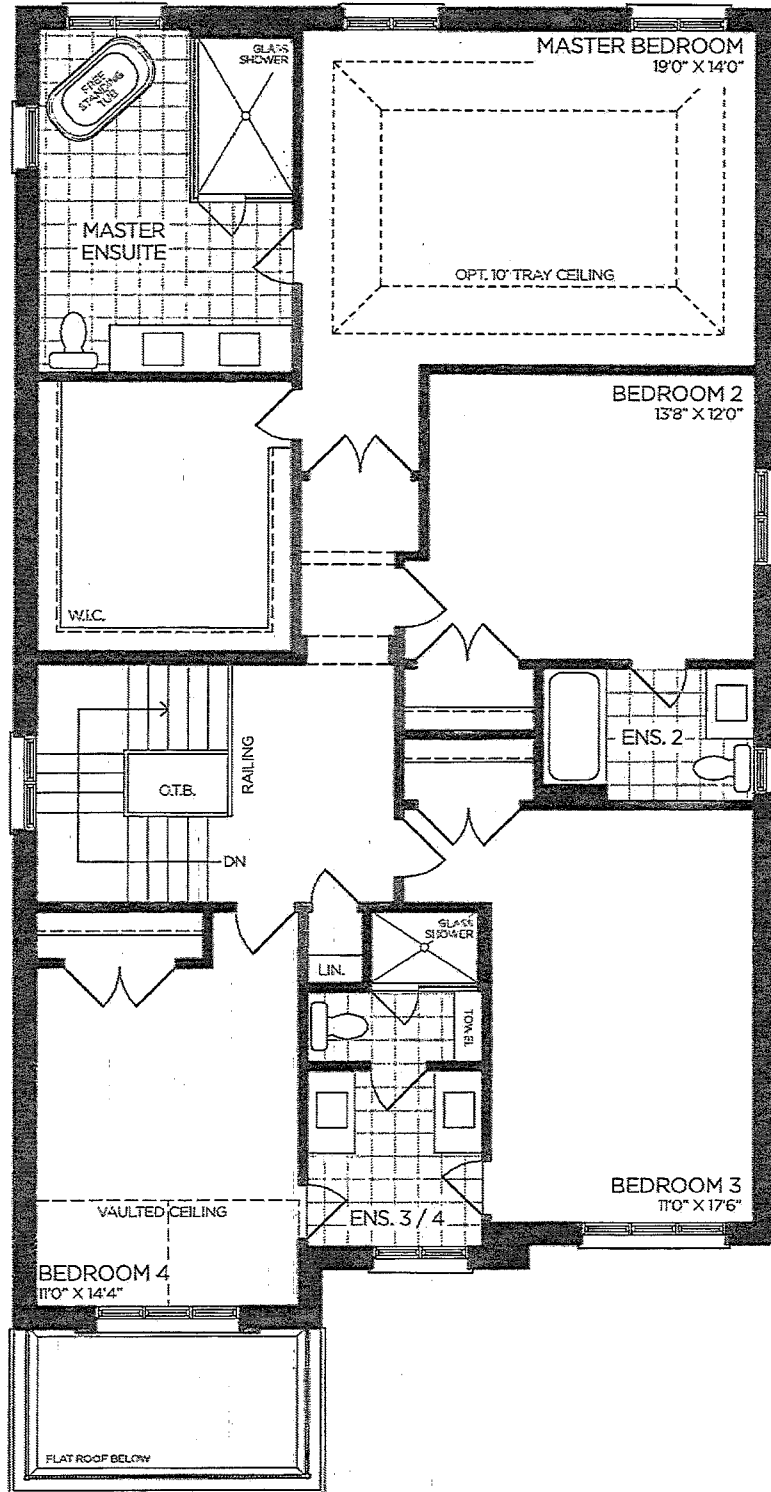 GLASS
SHOWER
MASTER BEDROOM
19'0" X 14'0"
FREE
STANDING
TUB
MASTER
ENSUITE
OPT. 10' TRAY CEILING
BEDROOM 2
13'8" X 12'0"
W.I.C.
ENS. 2
RAILING
O.T.B.
DN
GLASS
SHOWER
LIN.
TOWEL
BEDROOM 3
11'0" X 17'6"
VAULTED CEILING
ENS. 3 / 4
BEDROOM 4
11'0" X 14'4"
FLAT ROOF BELOW